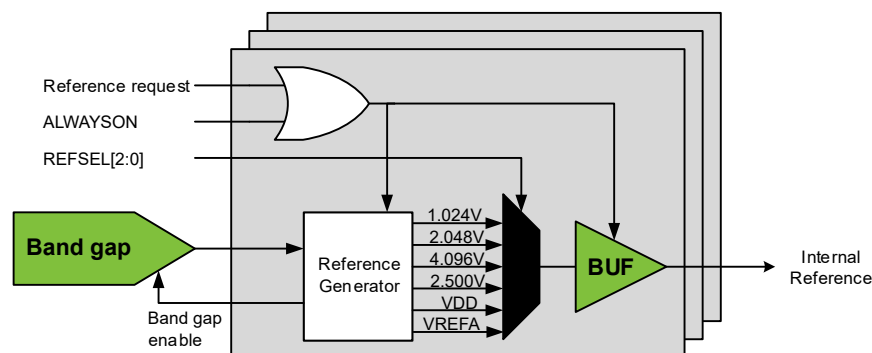 Reference request
ALWAYSON
REFSEL[2:0]
Band gap
Reference
Generator
1.024V
2.048V
4.096V
2.500V
VDD
VREFA
BUF
Internal
Reference
Band gap
enable